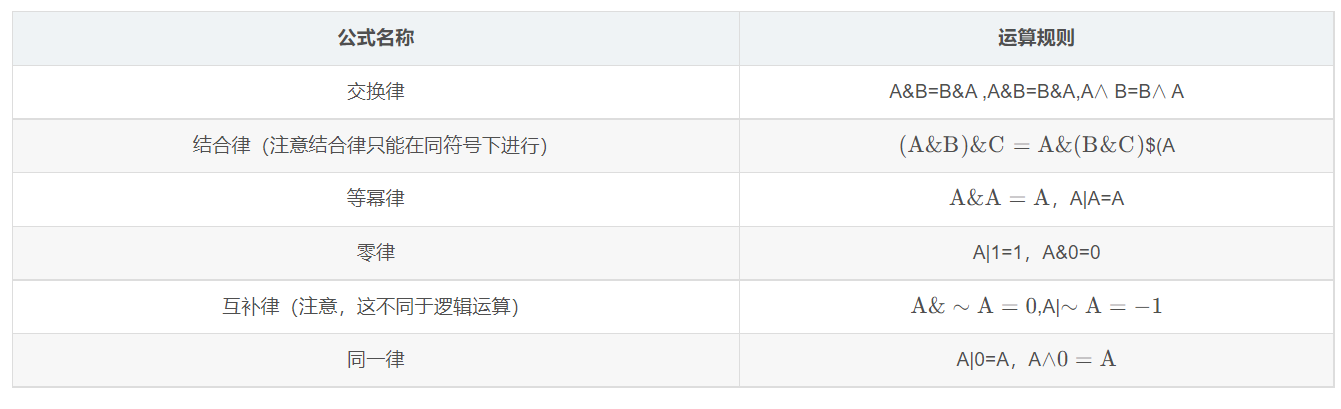 公式名称 运算规则
交换律 A&B=B&A ,A&B=B&A,A∧ B=B∧ A
结合律（注意结合律只能在同符号下进行） (A&B)&C = A&(B&C)$(A
等幂律 A&A = A，A|A=A
零律 A|1=1，A&0=0
互补律（注意，这不同于逻辑运算） A& ∼ A = 0,A|∼ A = −1
同一律 A|0=A，A∧0 = A